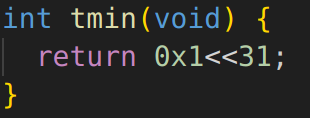 int tmin(void) {
  return 0x1<<31;
}